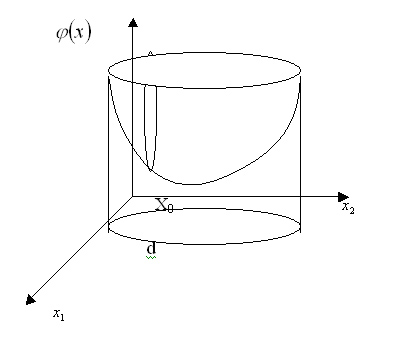 φ(x)
X₀
x₂
d
x₁